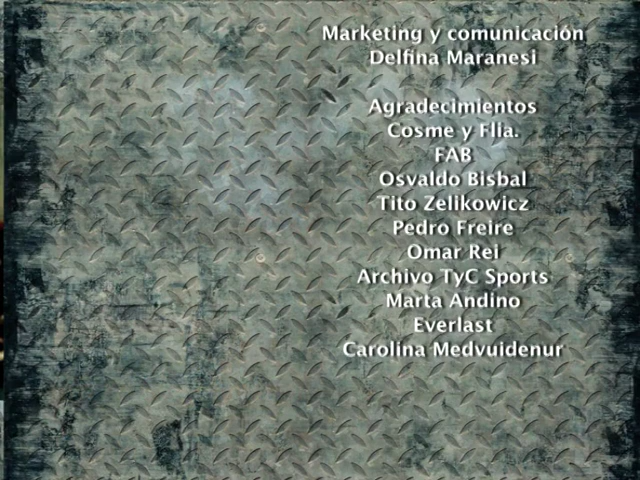 Marketing y comunicación
Delfina Maranesi
Agradecimientos
Cosme y Flia.
FAB
Osvaldo Bisbal
Tito Zelikowicz
Pedro Freire
Omar Rei
Archivo TyC Sports
Marta Andino
Everlast
Carolina Medvuidenur